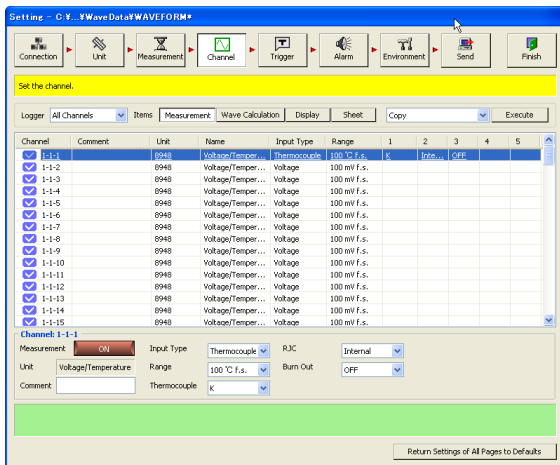 Setting - C:¥...¥WaveData¥WAVEFORM*
Connection Unit Measurement Channel Trigger Alarm Environment Send Finish
Set the channel.
Logger All Channels Items Measurement Wave Calculation Display Sheet Copy Execute
Channel Comment Unit Name Input Type Range 1 2 3 4 5
1-1-1 8948 Voltage/Temper... Thermocouple 100 °C f.s. K Inte... OFF
1-1-2 8948 Voltage/Temper... Voltage 100 mV f.s.
1-1-3 8948 Voltage/Temper... Voltage 100 mV f.s.
1-1-4 8948 Voltage/Temper... Voltage 100 mV f.s.
1-1-5 8948 Voltage/Temper... Voltage 100 mV f.s.
1-1-6 8948 Voltage/Temper... Voltage 100 mV f.s.
1-1-7 8948 Voltage/Temper... Voltage 100 mV f.s.
1-1-8 8948 Voltage/Temper... Voltage 100 mV f.s.
1-1-9 8948 Voltage/Temper... Voltage 100 mV f.s.
1-1-10 8948 Voltage/Temper... Voltage 100 mV f.s.
1-1-11 8948 Voltage/Temper... Voltage 100 mV f.s.
1-1-12 8948 Voltage/Temper... Voltage 100 mV f.s.
1-1-13 8948 Voltage/Temper... Voltage 100 mV f.s.
1-1-14 8948 Voltage/Temper... Voltage 100 mV f.s.
1-1-15 8948 Voltage/Temper... Voltage 100 mV f.s.
Channel: 1-1-1
Measurement ON Input Type Thermocouple RJC Internal
Unit Voltage/Temperature Range 100 °C f.s. Burn Out OFF
Comment Thermocouple K
Return Settings of All Pages to Defaults